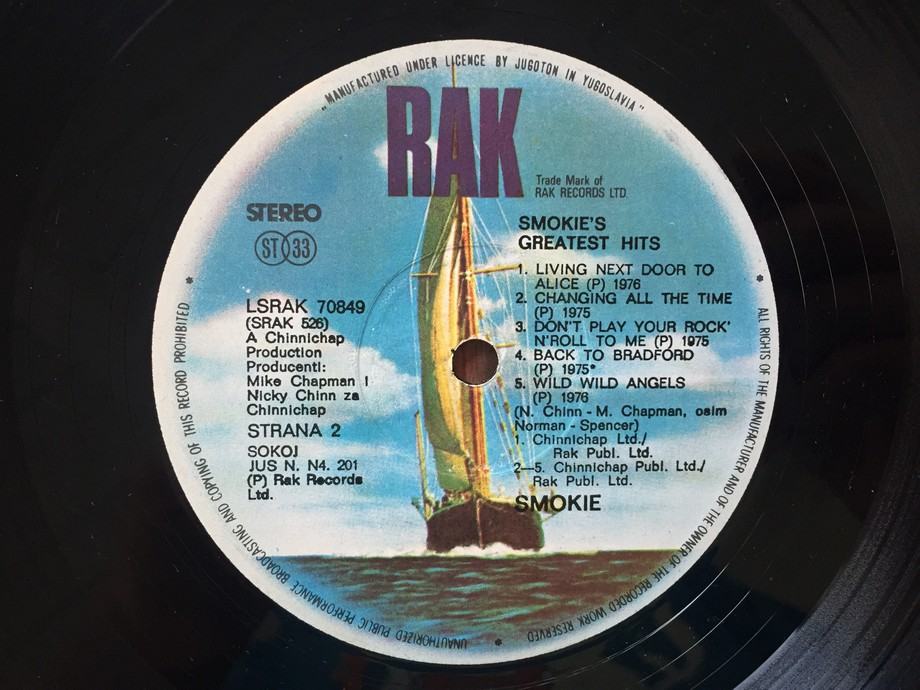 „MANUFACTURED UNDER LICENCE BY JUGOTON IN YUGOSLAVIA”
RAK
Trade Mark of
RAK RECORDS LTD.
STEREO
ST 33
SMOKIE'S
GREATEST HITS
1. LIVING NEXT DOOR TO
ALICE (P) 1976
2. CHANGING ALL THE TIME
(P) 1975
3. DON'T PLAY YOUR ROCK'
N'ROLL TO ME (P) 1975
4. BACK TO BRADFORD
(P) 1975*
5. WILD WILD ANGELS
(P) 1976
(N. Chinn - M. Chapman, osim
Norman - Spencer)
1. Chinnichap Ltd./
Rak Publ. Ltd.
2—5. Chinnichap Publ. Ltd./
Rak Publ. Ltd.
SMOKIE
LSRAK 70849
(SRAK 526)
A Chinnichap
Production
Producenti:
Mike Chapman I
Nicky Chinn za
Chinnichap
STRANA 2
SOKOJ
JUS N. N4. 201
(P) Rak Records
Ltd.
* ALL RIGHTS OF THE MANUFACTURER AND OF THE OWNER OF THE RECORDED WORK RESERVED *
UNAUTHORIZED PUBLIC PERFORMANCE BROADCASTING AND COPYING OF THIS RECORD PROHIBITED *